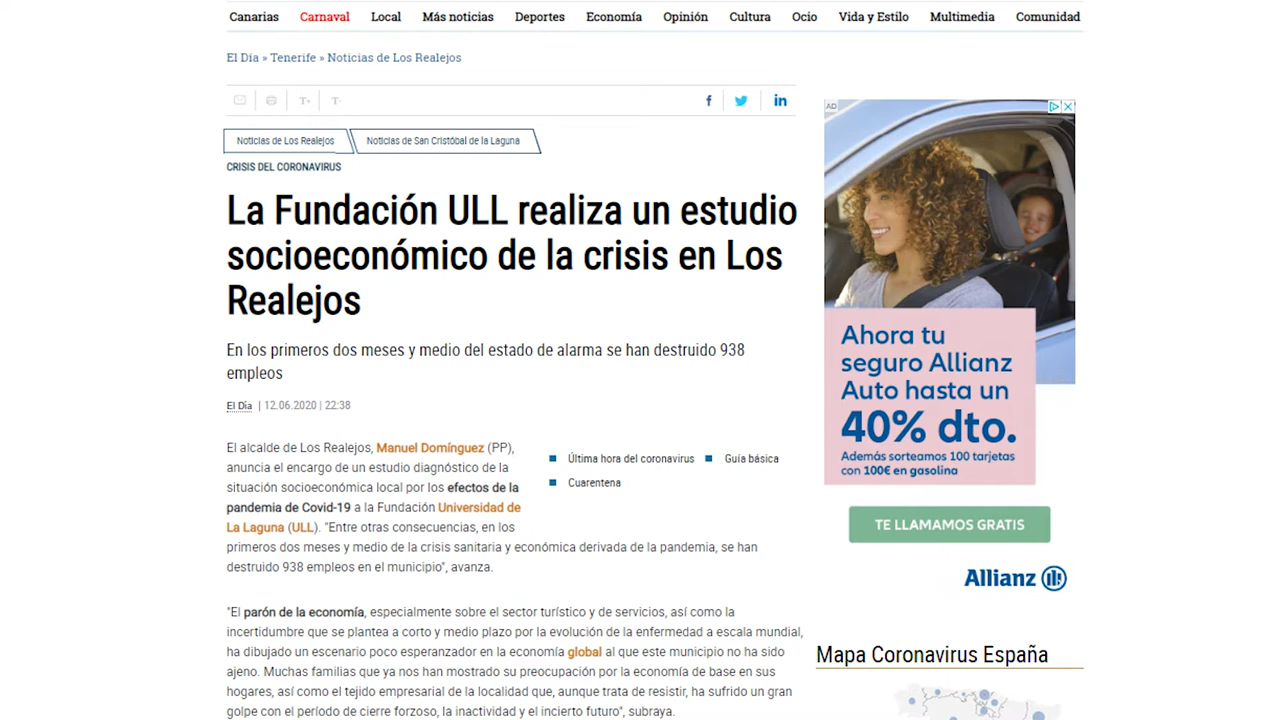 Canarias Carnaval Local Más noticias Deportes Economía Opinión Cultura Ocio Vida y Estilo Multimedia Comunidad
El Día » Tenerife » Noticias de Los Realejos
T+ T-
f in
Noticias de Los Realejos Noticias de San Cristóbal de la Laguna
CRISIS DEL CORONAVIRUS
La Fundación ULL realiza un estudio
socioeconómico de la crisis en Los
Realejos
En los primeros dos meses y medio del estado de alarma se han destruido 938
empleos
El Día | 12.06.2020 | 22:38
El alcalde de Los Realejos, Manuel Domínguez (PP),
anuncia el encargo de un estudio diagnóstico de la
situación socioeconómica local por los efectos de la
pandemia de Covid-19 a la Fundación Universidad de
La Laguna (ULL). "Entre otras consecuencias, en los
primeros dos meses y medio de la crisis sanitaria y económica derivada de la pandemia, se han
destruido 938 empleos en el municipio", avanza.
Última hora del coronavirus Guía básica
Cuarentena
"El parón de la economía, especialmente sobre el sector turístico y de servicios, así como la
incertidumbre que se plantea a corto y medio plazo por la evolución de la enfermedad a escala mundial,
ha dibujado un escenario poco esperanzador en la economía global al que este municipio no ha sido
ajeno. Muchas familias que ya nos han mostrado su preocupación por la economía de base en sus
hogares, así como el tejido empresarial de la localidad que, aunque trata de resistir, ha sufrido un gran
golpe con el período de cierre forzoso, la inactividad y el incierto futuro", subraya.
AD
Ahora tu
seguro Allianz
Auto hasta un
40% dto.
Además sorteamos 100 tarjetas
con 100€ en gasolina
TE LLAMAMOS GRATIS
Allianz
Mapa Coronavirus España